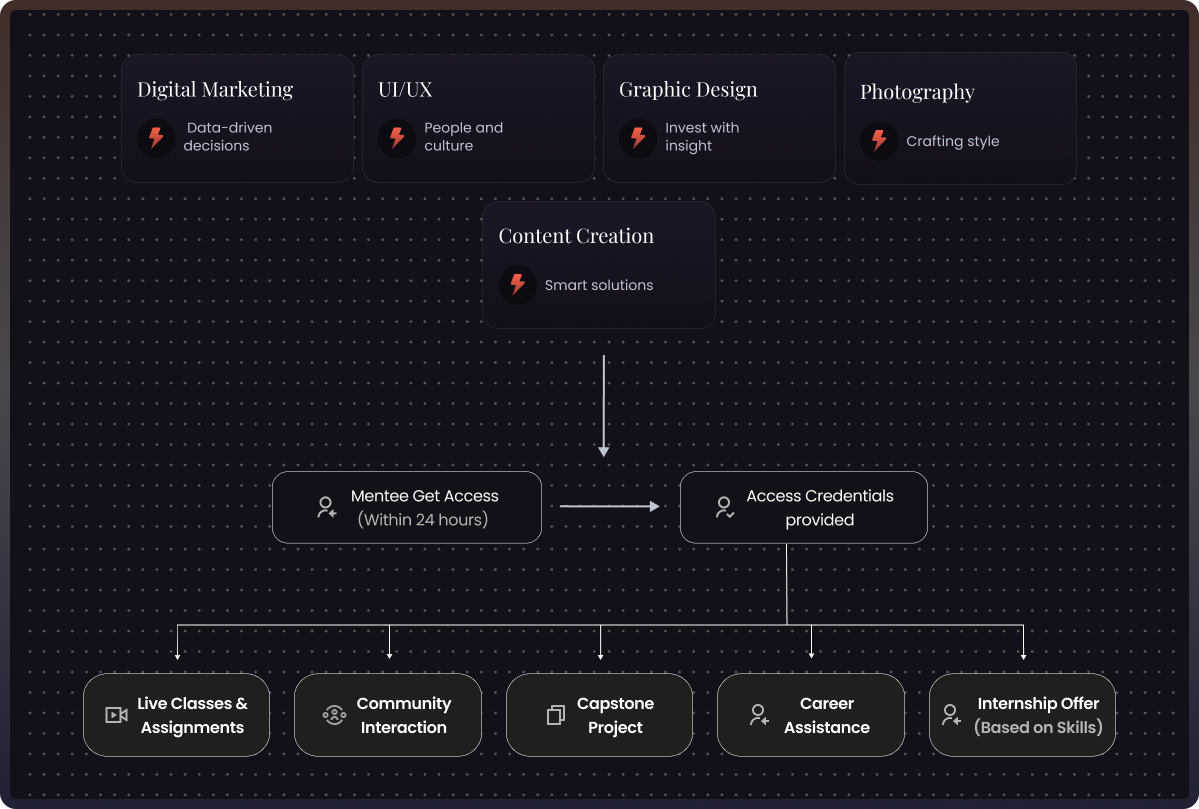 Digital Marketing
Data-driven
decisions
UI/UX
People and
culture
Graphic Design
Invest with
insight
Photography
Crafting style
Content Creation
Smart solutions
Mentee Get Access
(Within 24 hours)
Access Credentials
provided
Live Classes &
Assignments
Community
Interaction
Capstone
Project
Career
Assistance
Internship Offer
(Based on Skills)